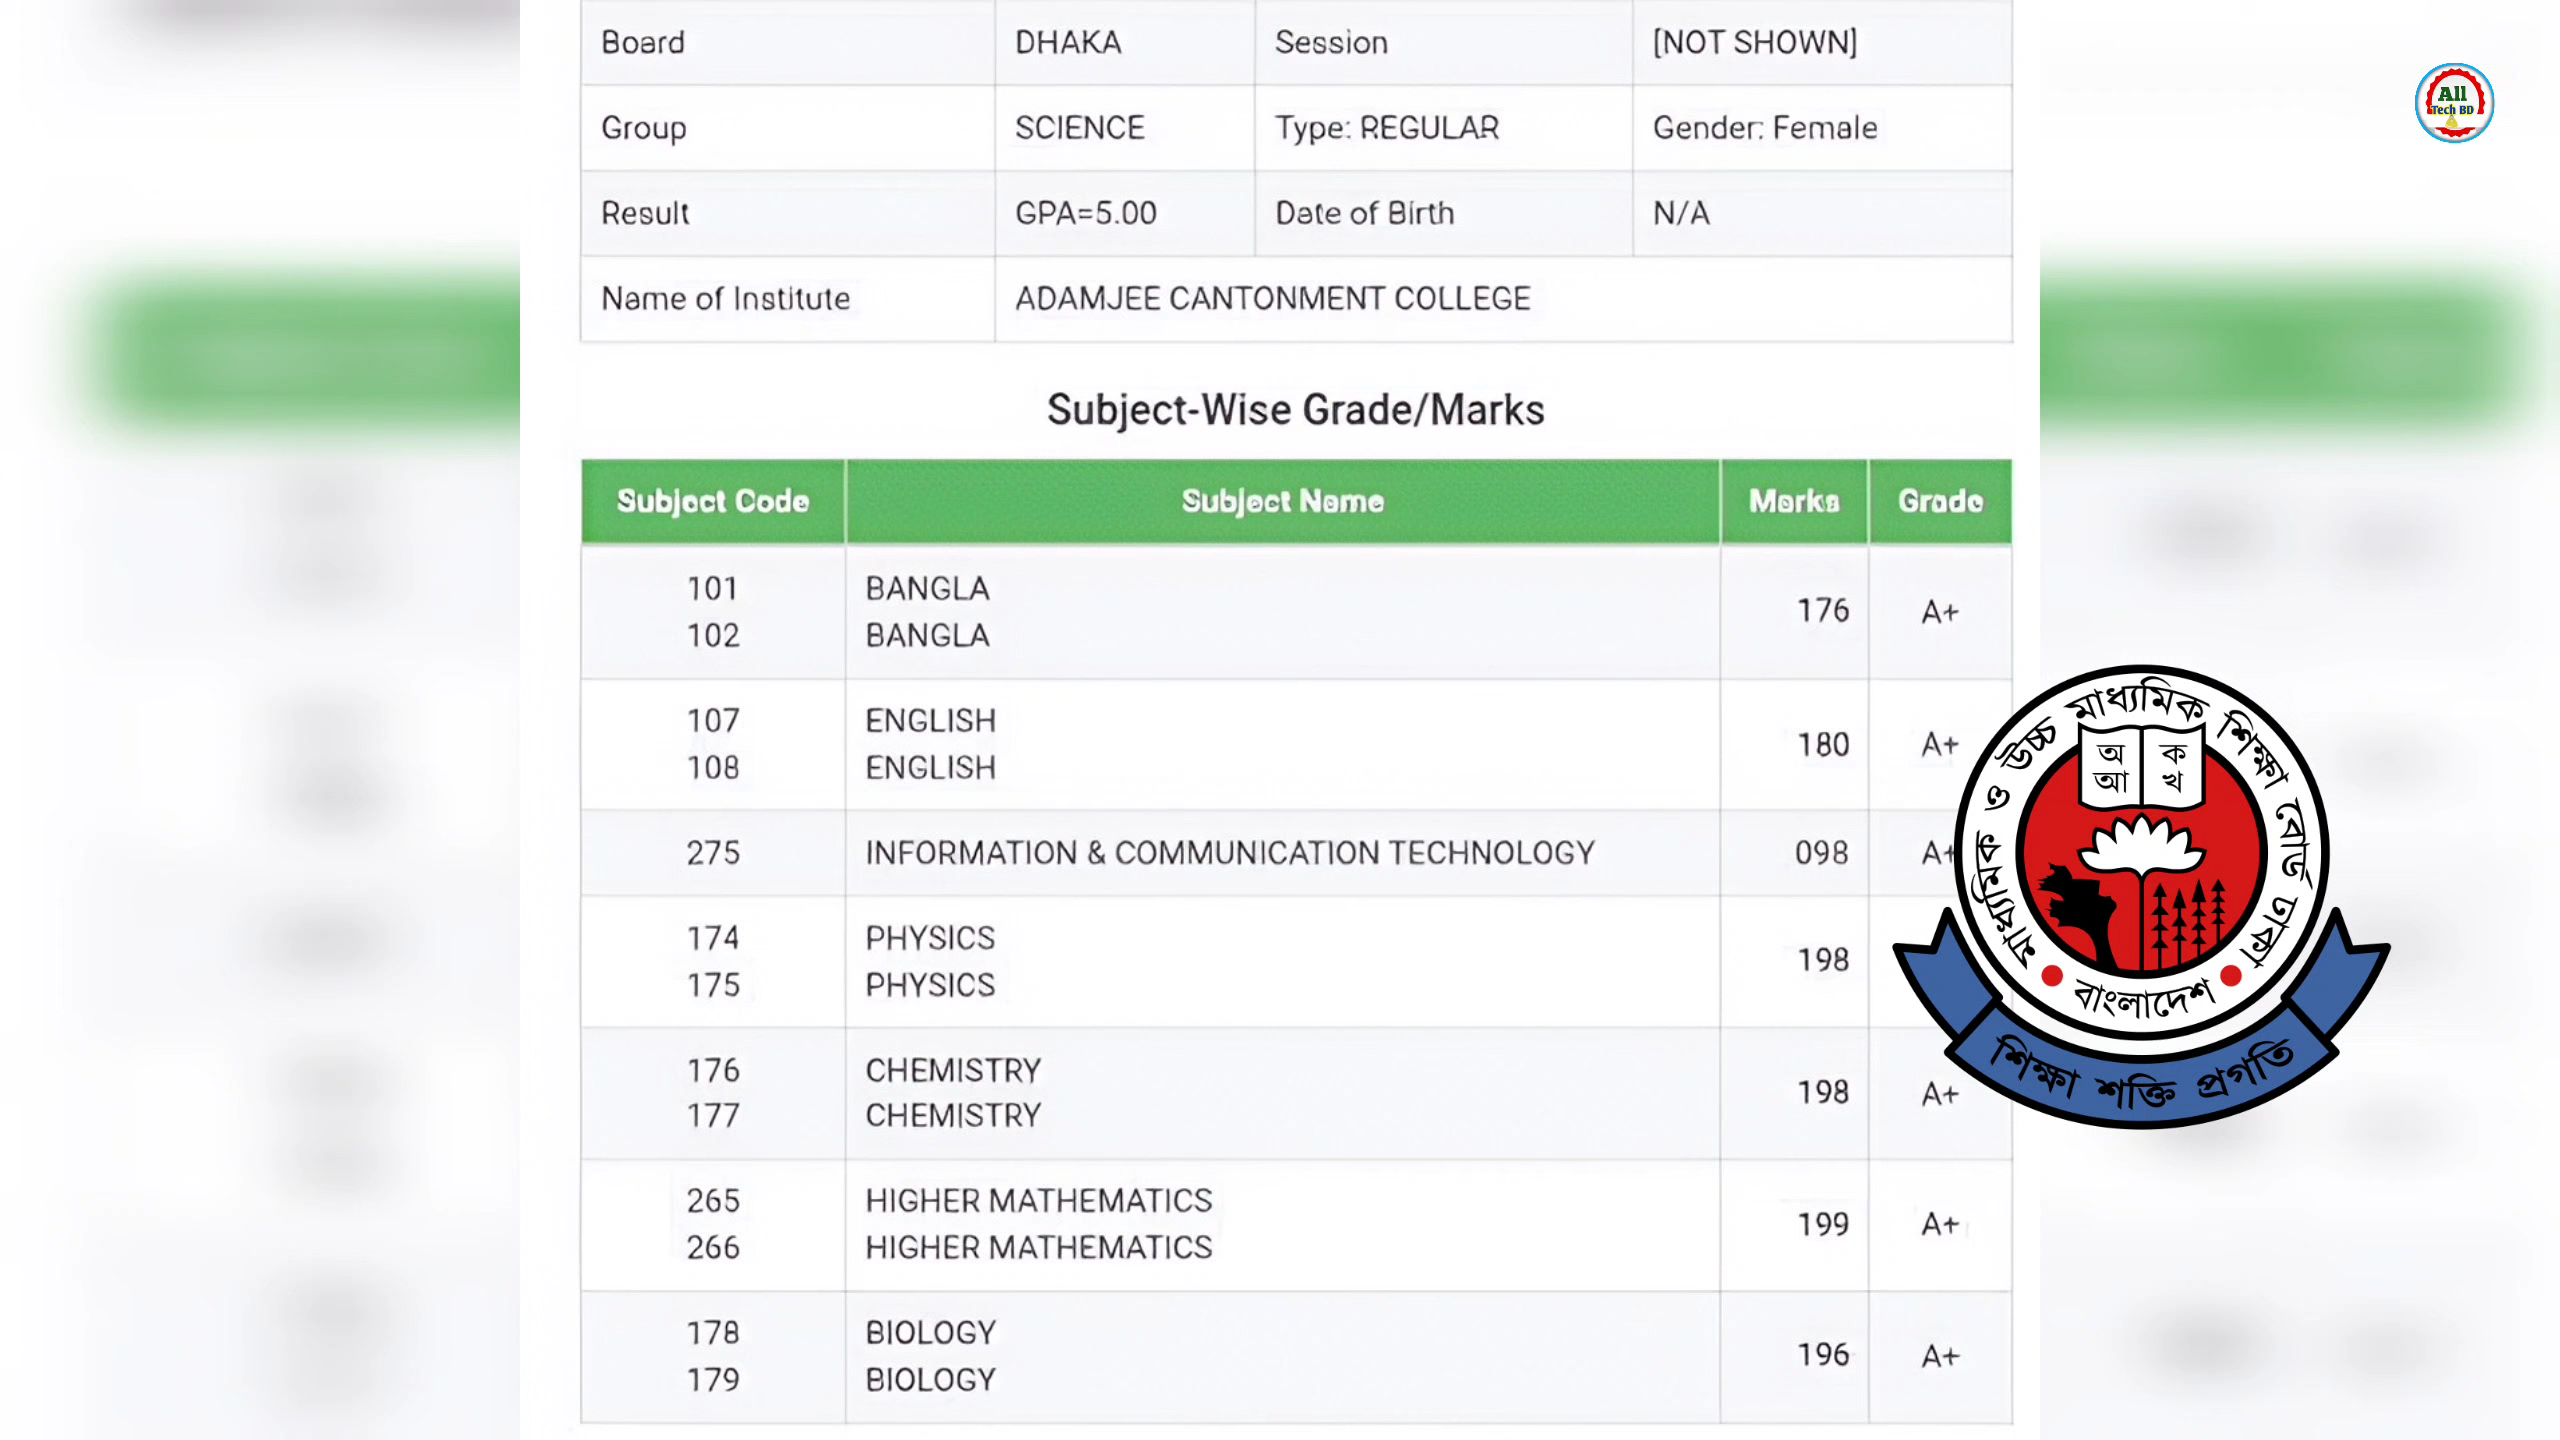 Board DHAKA Session [NOT SHOWN]
Group SCIENCE Type: REGULAR Gender: Female
Result GPA=5.00 Date of Birth N/A
Name of Institute ADAMJEE CANTONMENT COLLEGE
Subject-Wise Grade/Marks
Subject Code Subject Name Marks Grade
101 BANGLA
102 BANGLA
176 A+
107 ENGLISH
108 ENGLISH
180 A+
275 INFORMATION & COMMUNICATION TECHNOLOGY 098 A+
174 PHYSICS
175 PHYSICS
198
176 CHEMISTRY
177 CHEMISTRY
198 A+
265 HIGHER MATHEMATICS
266 HIGHER MATHEMATICS
199 A+
178 BIOLOGY
179 BIOLOGY
196 A+
All
Tech BD
মাধ্যমিক ও উচ্চ মাধ্যমিক শিক্ষা বোর্ড ঢাকা
অ ক
আ খ
বাংলাদেশ
শিক্ষা শক্তি প্রগতি